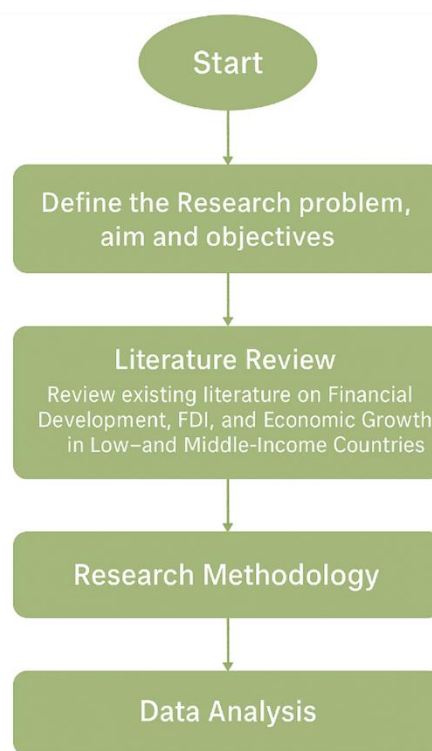 Start
Define the Research problem,
aim and objectives
Literature Review
Review existing literature on Financial
Development, FDI, and Economic Growth
in Low–and Middle-Income Countries
Research Methodology
Data Analysis